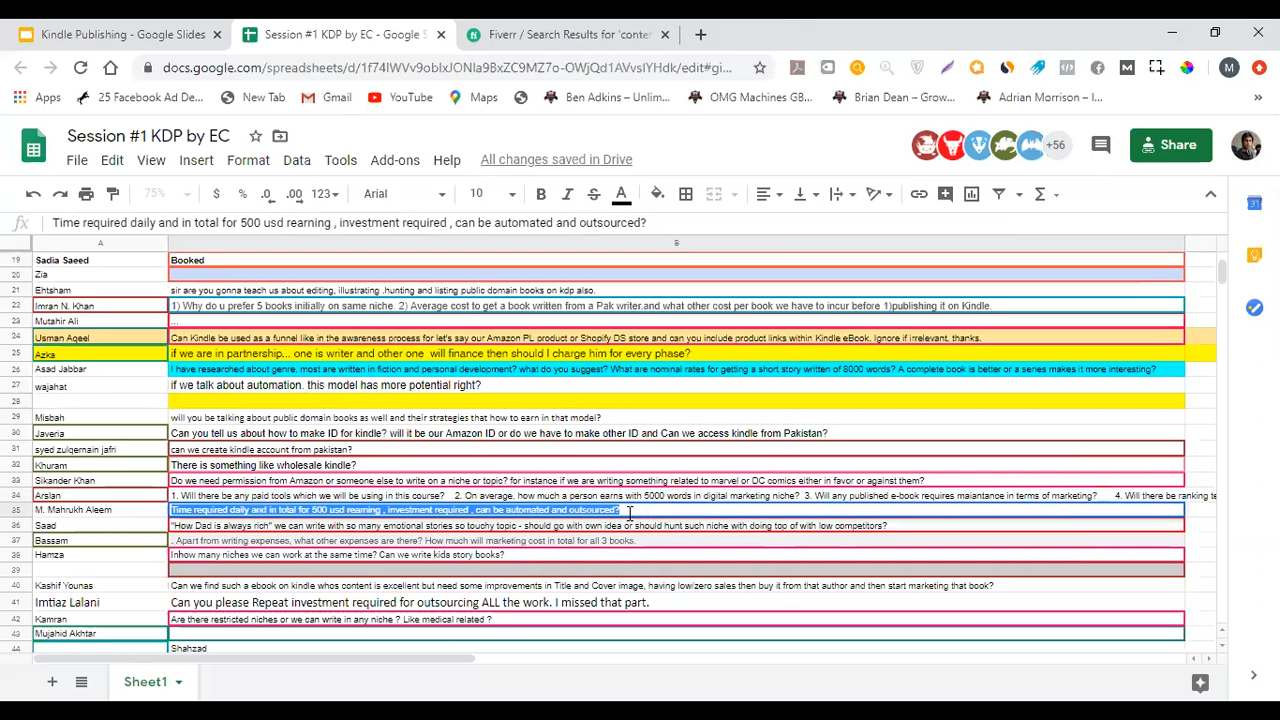 Kindle Publishing - Google Slides
Session #1 KDP by EC - Google S
Fiverr / Search Results for 'conte
docs.google.com/spreadsheets/d/1f74IWVv9obIxJONIa9BxZC9MZ7o-OWjQd1AVvsIYHdk/edit#gi...
Apps
25 Facebook Ad De...
New Tab
Gmail
YouTube
Maps
Ben Adkins – Unlim...
OMG Machines GB...
Brian Dean – Grow...
Adrian Morrison – I...
Session #1 KDP by EC
File Edit View Insert Format Data Tools Add-ons Help All changes saved in Drive
+56
Share
75% $ % .0 .00 123 Arial 10
fx Time required daily and in total for 500 usd rearning , investment required , can be automated and outsourced?
A B
19 Sadia Saeed Booked
20 Zia
21 Ehtsham sir are you gonna teach us about editing, illustrating ,hunting and listing public domain books on kdp also.
22 Imran N. Khan 1) Why do u prefer 5 books initially on same niche. 2) Average cost to get a book written from a Pak writer.and what other cost per book we have to incur before 1)publishing it on Kindle.
23 Mutahir Ali ...
24 Usman Aqeel Can Kindle be used as a funnel like in the awareness process for let's say our Amazon PL product or Shopify DS store and can you include product links within Kindle eBook. Ignore if irrelevant, thanks.
25 Azka if we are in partnership... one is writer and other one will finance then should I charge him for every phase?
26 Asad Jabbar I have researched about genre, most are written in fiction and personal development? what do you suggest? What are nominal rates for getting a short story written of 8000 words? A complete book is better or a series makes it more interesting?
27 wajahat if we talk about automation. this model has more potential right?
28
29 Misbah will you be talking about public domain books as well and their strategies that how to earn in that model?
30 Javeria Can you tell us about how to make ID for kindle? will it be our Amazon ID or do we have to make other ID and Can we access kindle from Pakistan?
31 syed zulqernain jafri can we create kindle account from pakistan?
32 Khuram There is something like wholesale kindle?
33 Sikander Khan Do we need permission from Amazon or someone else to write on a niche or topic? for instance if we are writing something related to marvel or DC comics either in favor or against them?
34 Arslan 1. Will there be any paid tools which we will be using in this course? 2. On average, how much a person earns with 5000 words in digital marketing niche? 3. Will any published e-book requires maintance in terms of marketing? 4. Will there be ranking te
35 M. Mahrukh Aleem Time required daily and in total for 500 usd rearning , investment required , can be automated and outsourced?
36 Saad "How Dad is always rich" we can write with so many emotional stories so touchy topic - should go with own idea or should hunt such niche with doing top of with low competitors?
37 Bassam . Apart from writing expenses, what other expenses are there? How much will marketing cost in total for all 3 books.
38 Hamza Inhow many niches we can work at the same time? Can we write kids story books?
39
40 Kashif Younas Can we find such a ebook on kindle whos content is excellent but need some improvements in Title and Cover image, having low/zero sales then buy it from that author and then start marketing that book?
41 Imtiaz Lalani Can you please Repeat investment required for outsourcing ALL the work. I missed that part.
42 Kamran Are there restricted niches or we can write in any niche ? Like medical related ?
43 Mujahid Akhtar
44 Shahzad
Sheet1